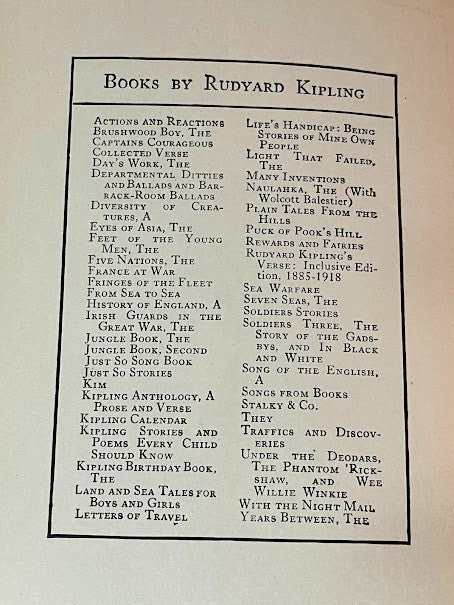 BOOKS BY RUDYARD KIPLING
ACTIONS AND REACTIONS
BRUSHWOOD BOY, THE
CAPTAINS COURAGEOUS
COLLECTED VERSE
DAY'S WORK, THE
DEPARTMENTAL DITTIES
AND BALLADS AND BAR-
RACK-ROOM BALLADS
DIVERSITY OF CREA-
TURES, A
EYES OF ASIA, THE
FEET OF THE YOUNG
MEN, THE
FIVE NATIONS, THE
FRANCE AT WAR
FRINGES OF THE FLEET
FROM SEA TO SEA
HISTORY OF ENGLAND, A
IRISH GUARDS IN THE
GREAT WAR, THE
JUNGLE BOOK, THE
JUNGLE BOOK, SECOND
JUST SO SONG BOOK
JUST SO STORIES
KIM
KIPLING ANTHOLOGY, A
PROSE AND VERSE
KIPLING CALENDAR
KIPLING STORIES AND
POEMS EVERY CHILD
SHOULD KNOW
KIPLING BIRTHDAY BOOK,
THE
LAND AND SEA TALES FOR
BOYS AND GIRLS
LETTERS OF TRAVEL
LIFE'S HANDICAP: BEING
STORIES OF MINE OWN
PEOPLE
LIGHT THAT FAILED,
THE
MANY INVENTIONS
NAULAHKA, THE (With
Wolcott Balestier)
PLAIN TALES FROM THE
HILLS
PUCK OF POOK'S HILL
REWARDS AND FAIRIES
RUDYARD KIPLING'S
VERSE: Inclusive Edi-
tion, 1885-1918
SEA WARFARE
SEVEN SEAS, THE
SOLDIERS STORIES
SOLDIERS THREE, THE
STORY OF THE GADS-
BYS, AND IN BLACK
AND WHITE
SONG OF THE ENGLISH,
A
SONGS FROM BOOKS
STALKY & CO.
THEY
TRAFFICS AND DISCOV-
ERIES
UNDER THE DEODARS,
THE PHANTOM 'RICK-
SHAW, AND WEE
WILLIE WINKIE
WITH THE NIGHT MAIL
YEARS BETWEEN, THE